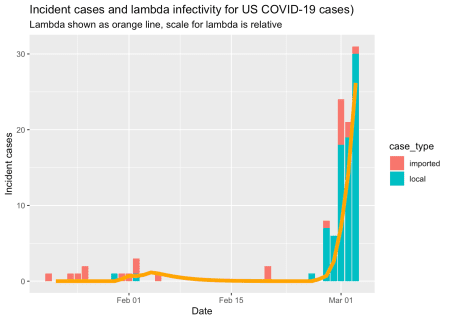 Incident cases and lambda infectivity for US COVID-19 cases)
Lambda shown as orange line, scale for lambda is relative
30
20
10
0
Incident cases
Feb 01
Feb 15
Mar 01
Date
case_type
imported
local